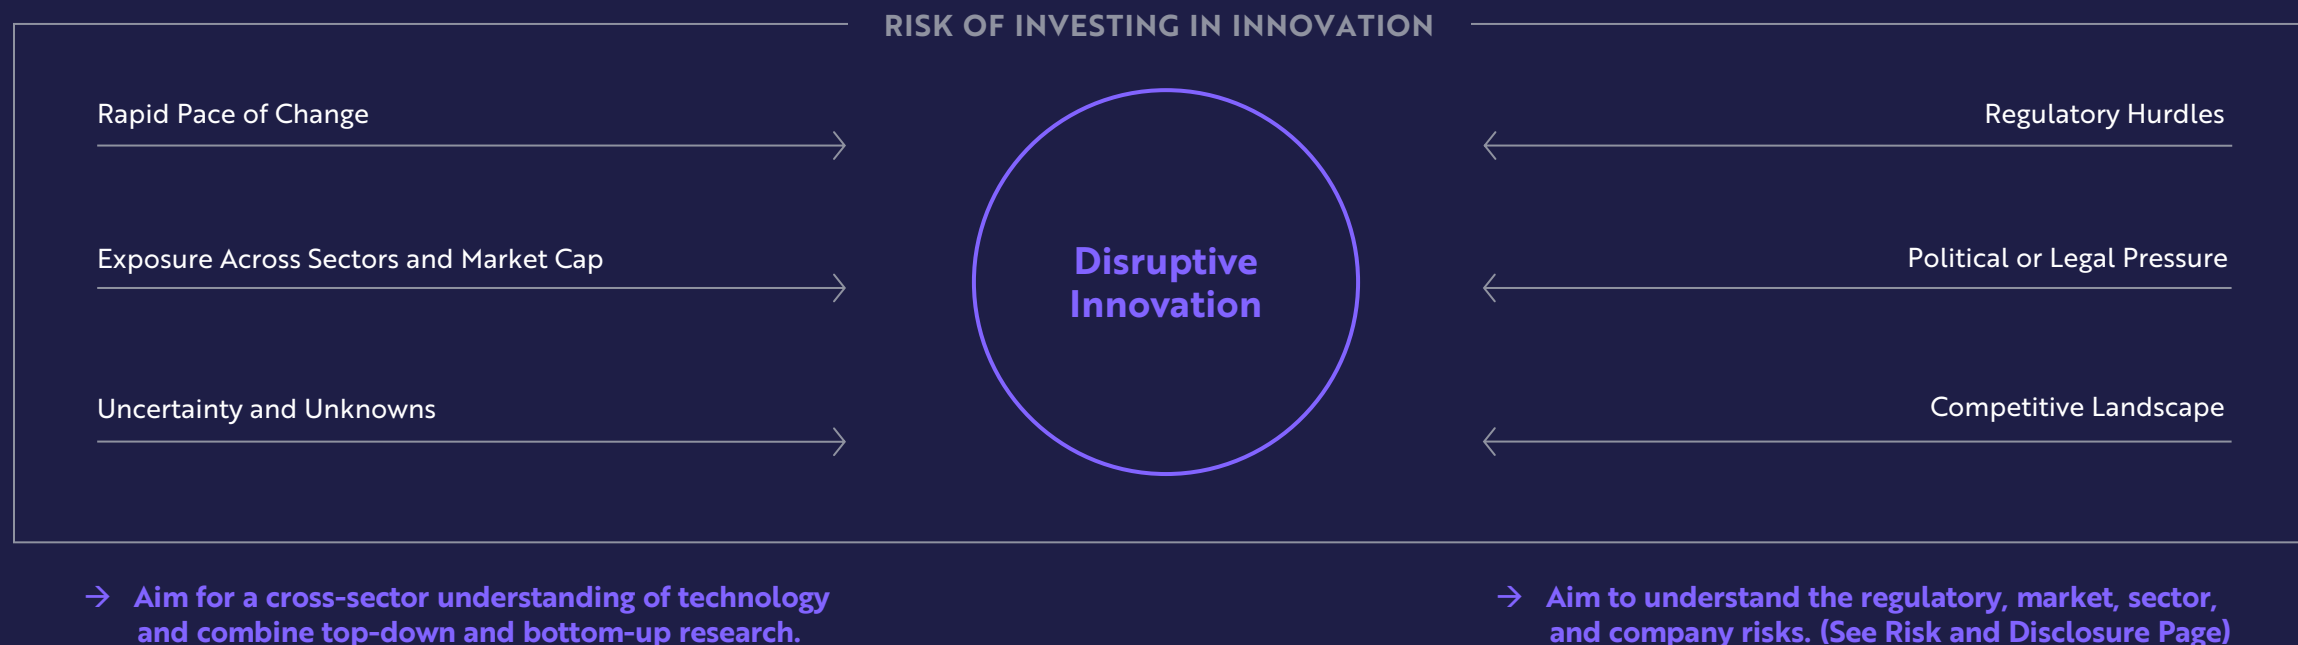 RISK OF INVESTING IN INNOVATION
Rapid Pace of Change
Exposure Across Sectors and Market Cap
Uncertainty and Unknowns
Disruptive
Innovation
Regulatory Hurdles
Political or Legal Pressure
Competitive Landscape
Aim for a cross-sector understanding of technology
and combine top-down and bottom-up research.
Aim to understand the regulatory, market, sector,
and company risks. (See Risk and Disclosure Page)